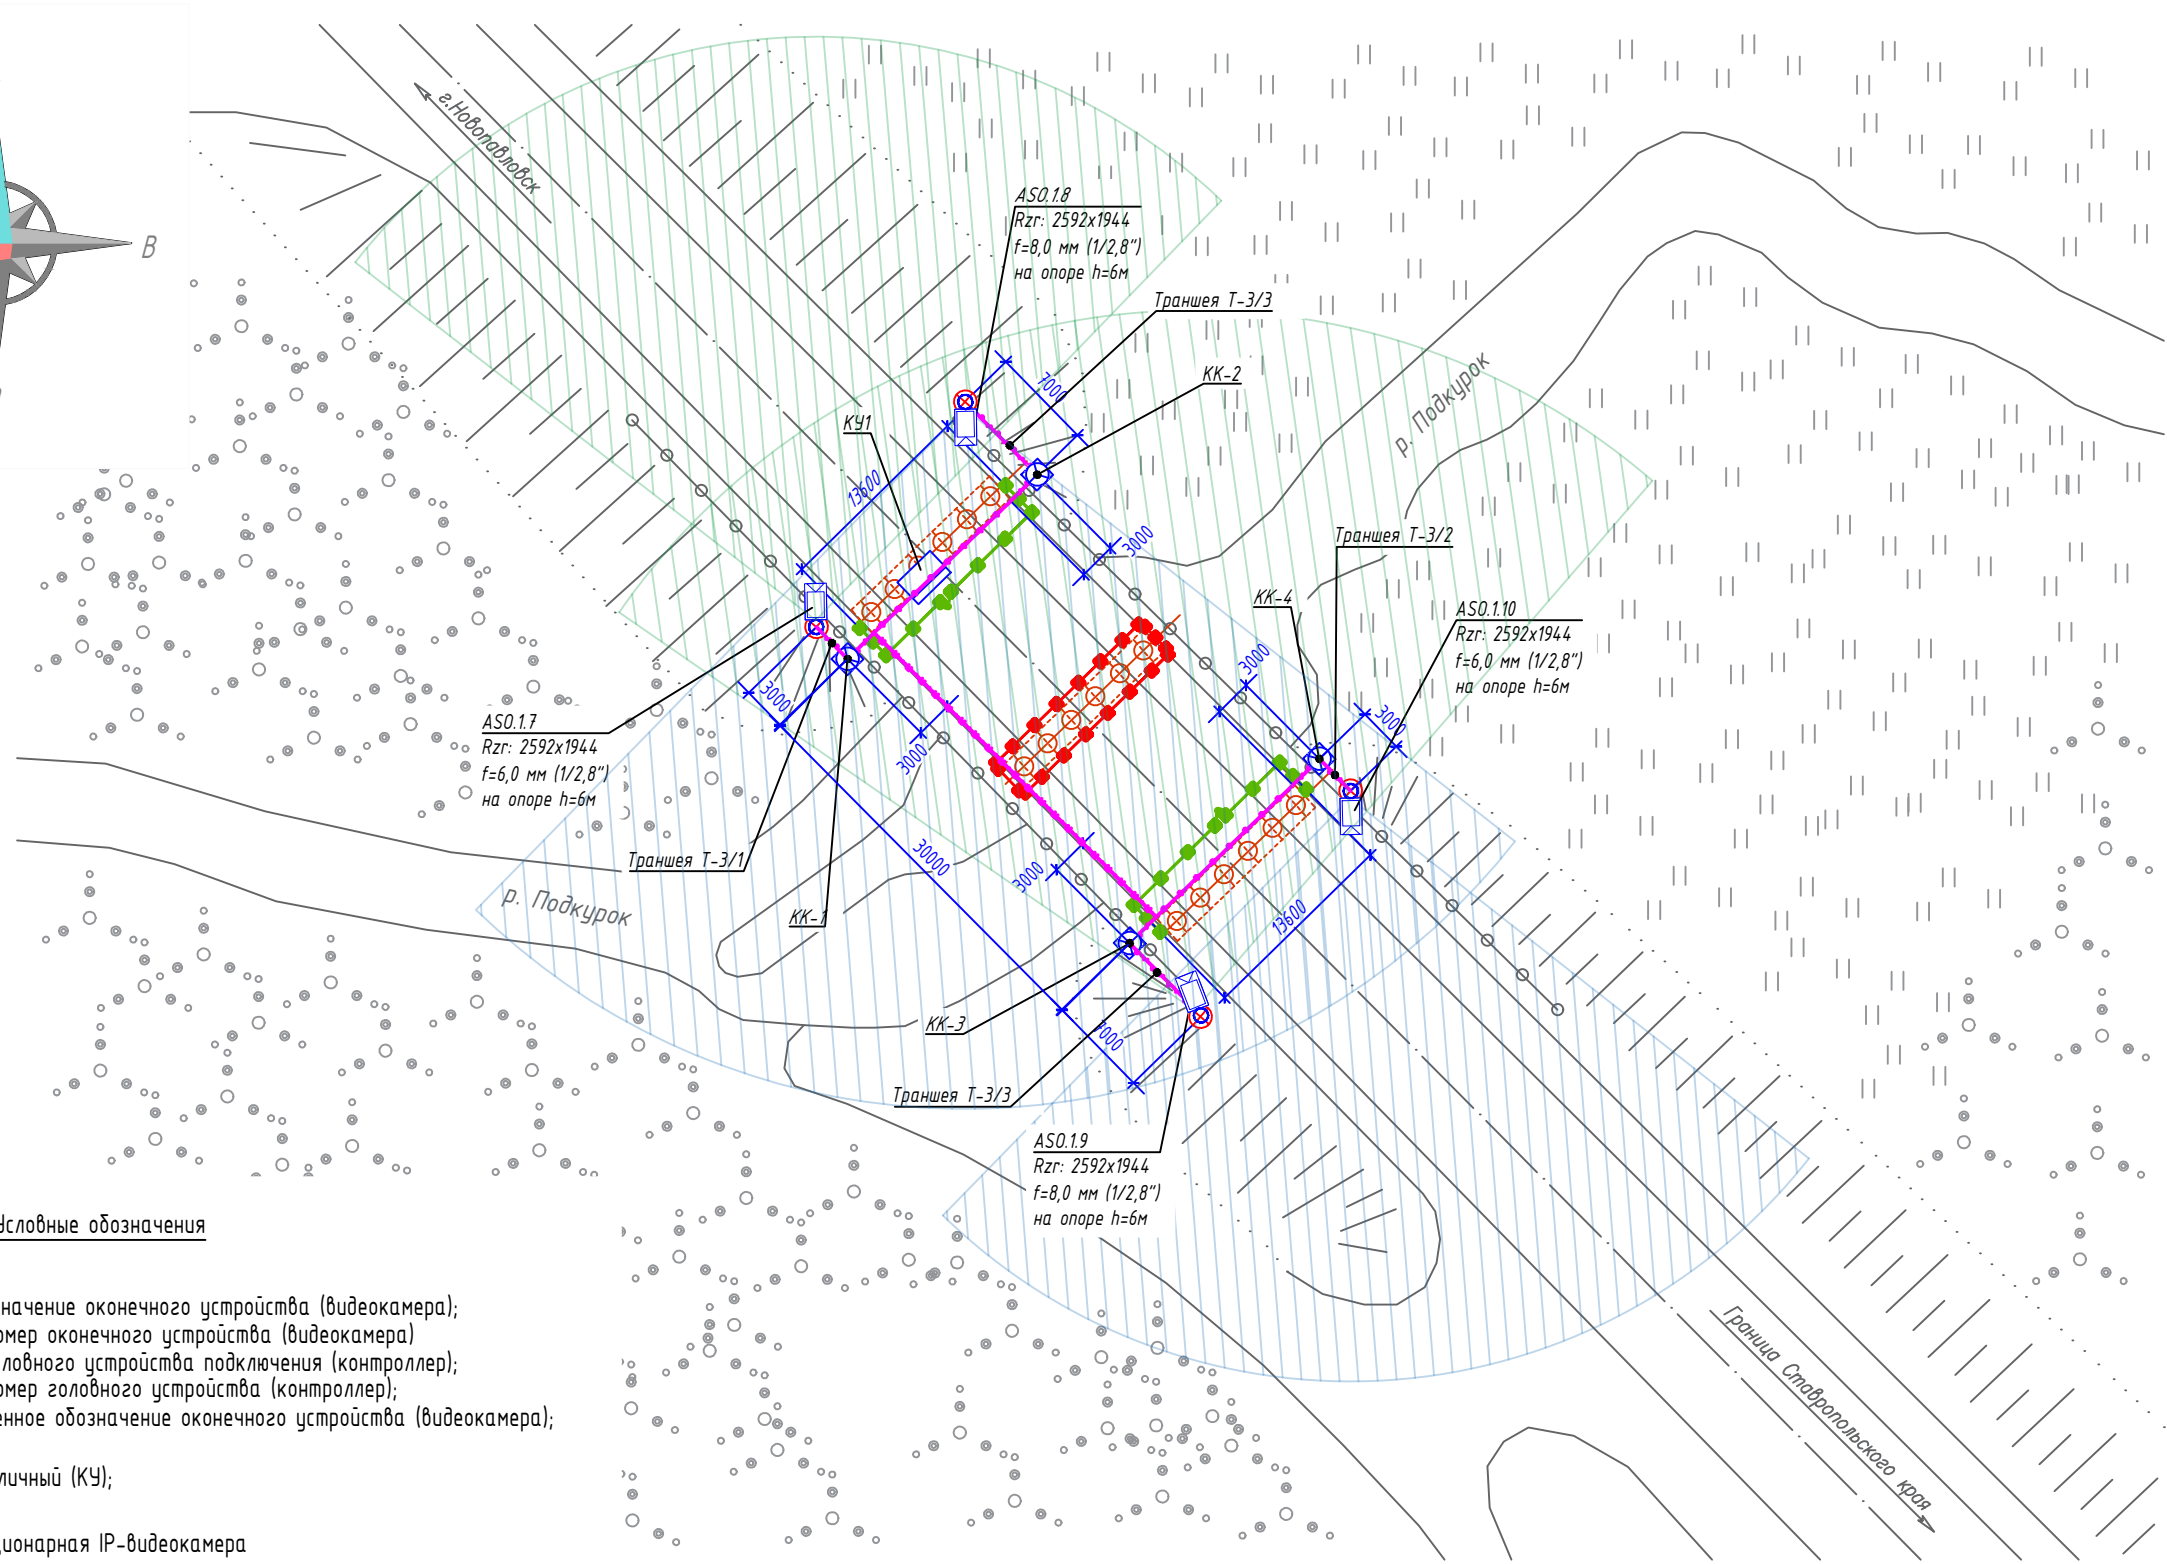 г.Новопавловск
В
ASO.1.8
Rzr: 2592x1944
f=8,0 мм (1/2,8")
на опоре h=6м
Траншея Т-3/3
КК-2
7000
КУ1
13600
3000
р. Подкурок
Траншея Т-3/2
КК-4
ASO.1.10
Rzr: 2592x1944
f=6,0 мм (1/2,8")
на опоре h=6м
3000
3000
3000
3000
ASO.1.7
Rzr: 2592x1944
f=6,0 мм (1/2,8")
на опоре h=6м
Траншея Т-3/1
30000
3000
р. Подкурок
КК-1
13600
КК-3
7000
Траншея Т-3/3
ASO.1.9
Rzr: 2592x1944
f=8,0 мм (1/2,8")
на опоре h=6м
Граница Ставропольского края
Условные обозначения
значение оконечного устройства (видеокамера);
омер оконечного устройства (видеокамера)
ловного устройства подключения (контроллер);
омер головного устройства (контроллер);
енное обозначение оконечного устройства (видеокамера);
личный (КУ);
ционарная IP-видеокамера